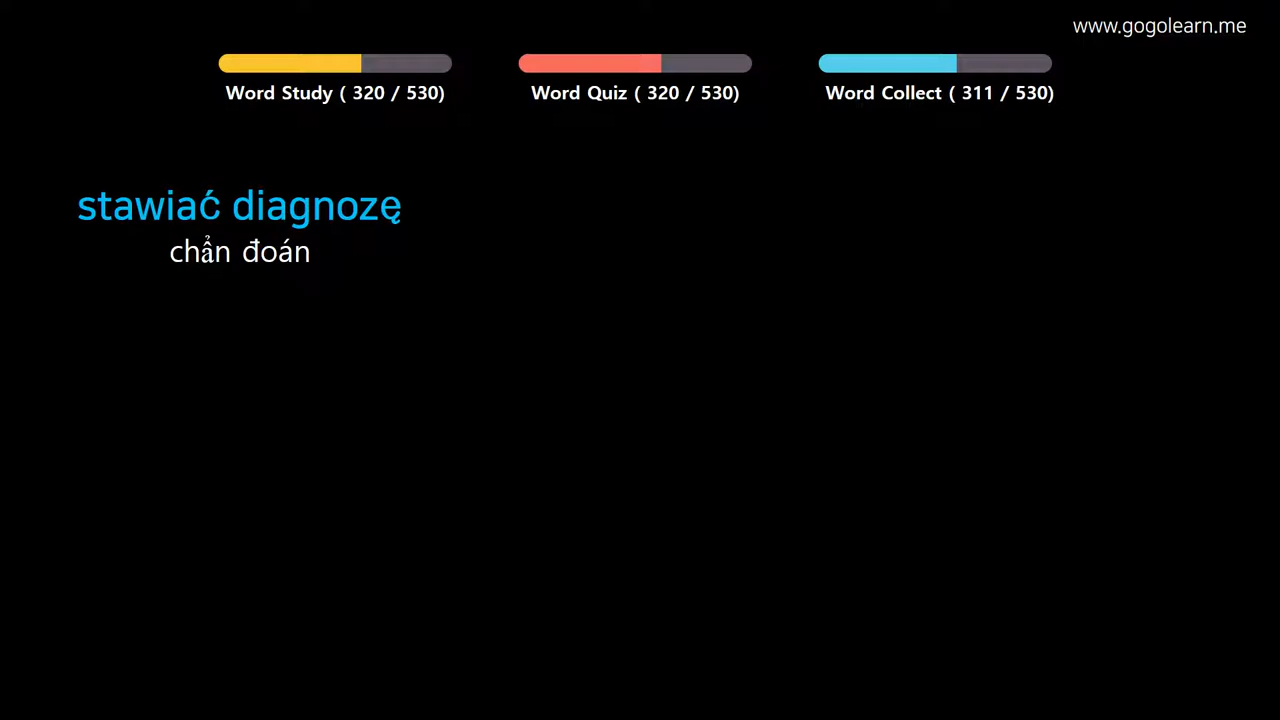 www.gogolearn.me
Word Study ( 320 / 530)
Word Quiz ( 320 / 530)
Word Collect ( 311 / 530)
stawiać diagnozę
chẩn đoán